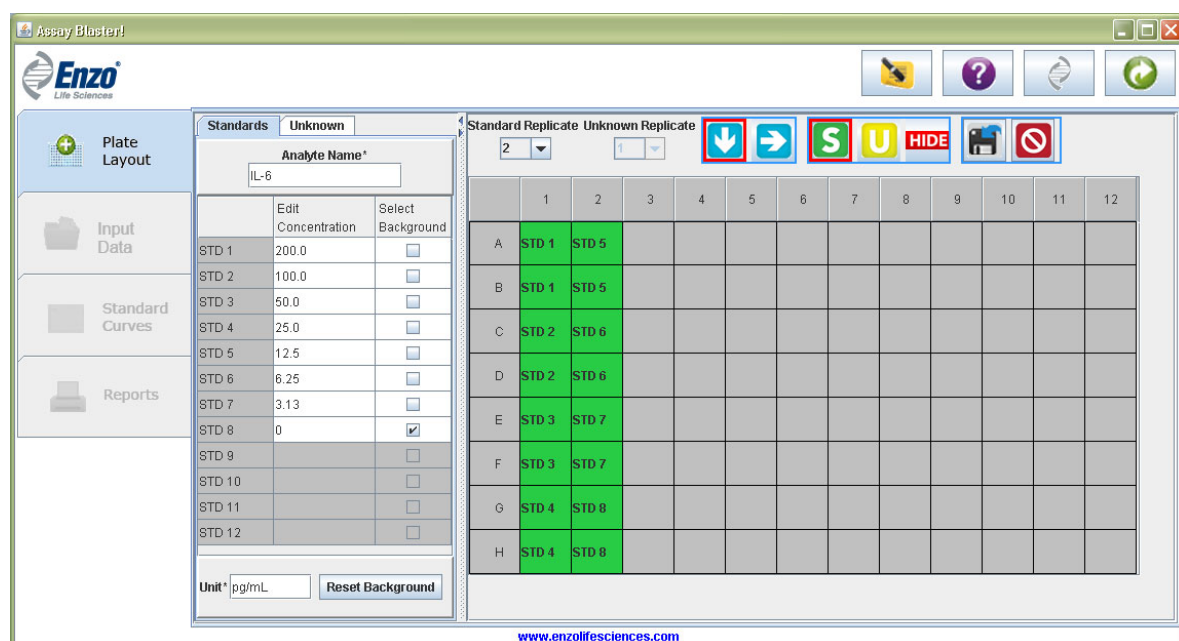 Assay Blaster!
Enzo
Life Sciences
Plate
Layout
Input
Data
Standard
Curves
Reports
Standards Unknown
Analyte Name*
IL-6
Edit
Concentration
Select
Background
STD 1 200.0
STD 2 100.0
STD 3 50.0
STD 4 25.0
STD 5 12.5
STD 6 6.25
STD 7 3.13
STD 8 0
STD 9
STD 10
STD 11
STD 12
Unit* pg/mL Reset Background
Standard Replicate Unknown Replicate
2 1 S U HIDE
1 2 3 4 5 6 7 8 9 10 11 12
A STD 1 STD 5
B STD 1 STD 5
C STD 2 STD 6
D STD 2 STD 6
E STD 3 STD 7
F STD 3 STD 7
G STD 4 STD 8
H STD 4 STD 8
www.enzolifesciences.com